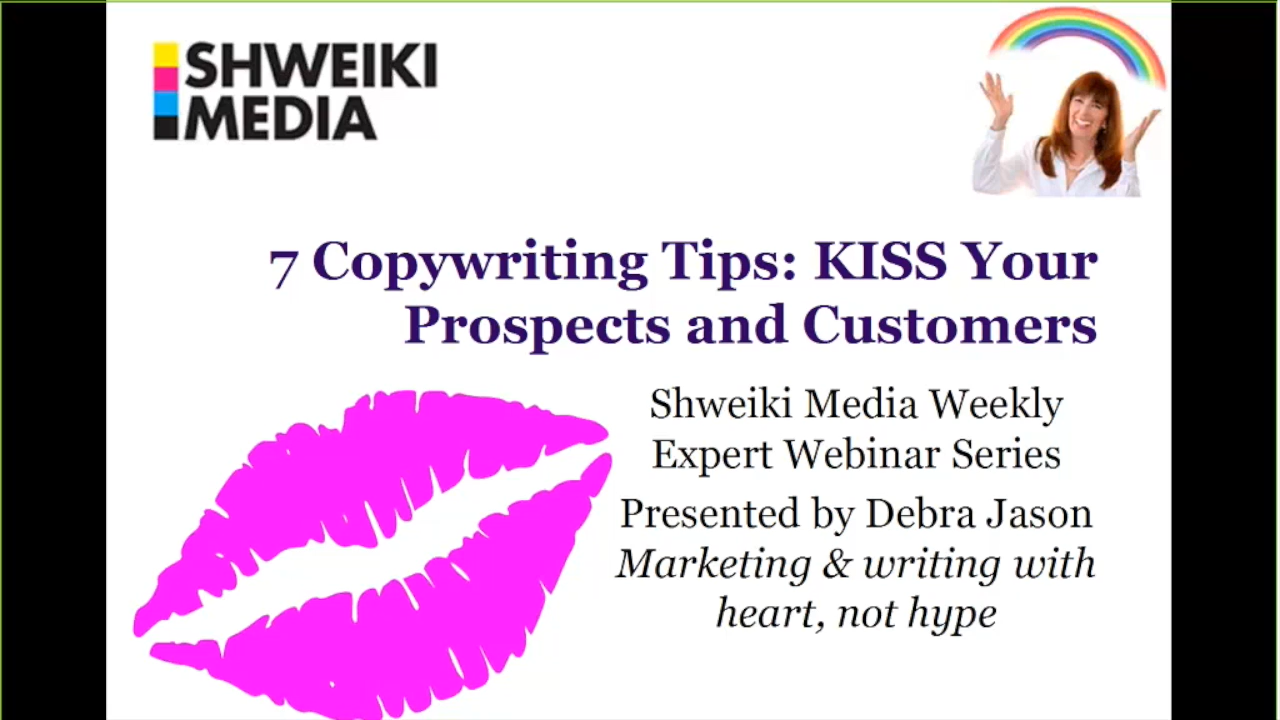 SHWEIKI
MEDIA
7 Copywriting Tips: KISS Your
Prospects and Customers
Shweiki Media Weekly
Expert Webinar Series
Presented by Debra Jason
Marketing & writing with
heart, not hype